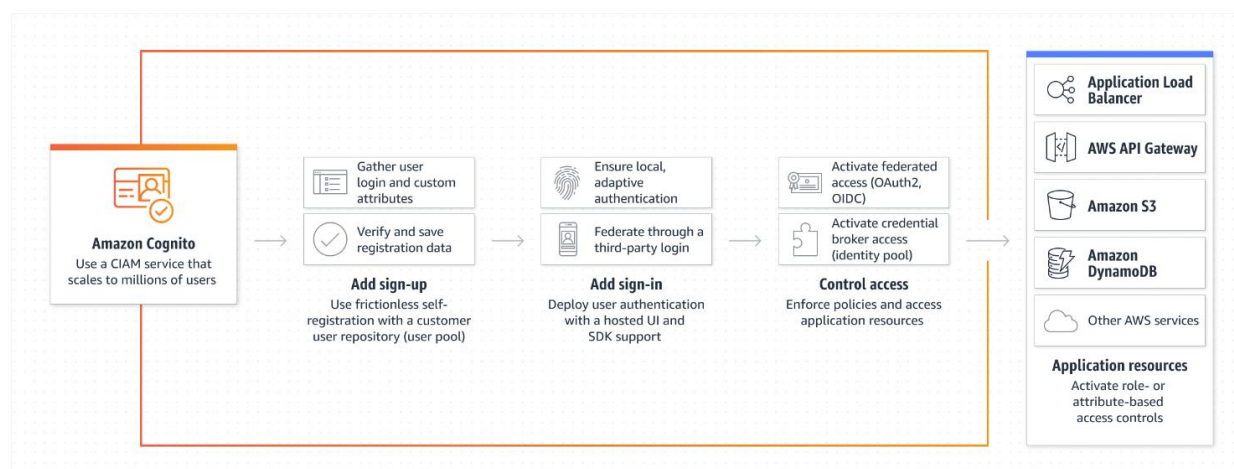 Amazon Cognito
Use a CIAM service that
scales to millions of users
Gather user
login and custom
attributes
Verify and save
registration data
Add sign-up
Use frictionless self-
registration with a customer
user repository (user pool)
Ensure local,
adaptive
authentication
Federate through a
third-party login
Add sign-in
Deploy user authentication
with a hosted UI and
SDK support
Activate federated
access (OAuth2,
OIDC)
Activate credential
broker access
(identity pool)
Control access
Enforce policies and access
application resources
Application Load
Balancer
AWS API Gateway
Amazon S3
Amazon
DynamoDB
Other AWS services
Application resources
Activate role- or
attribute-based
access controls